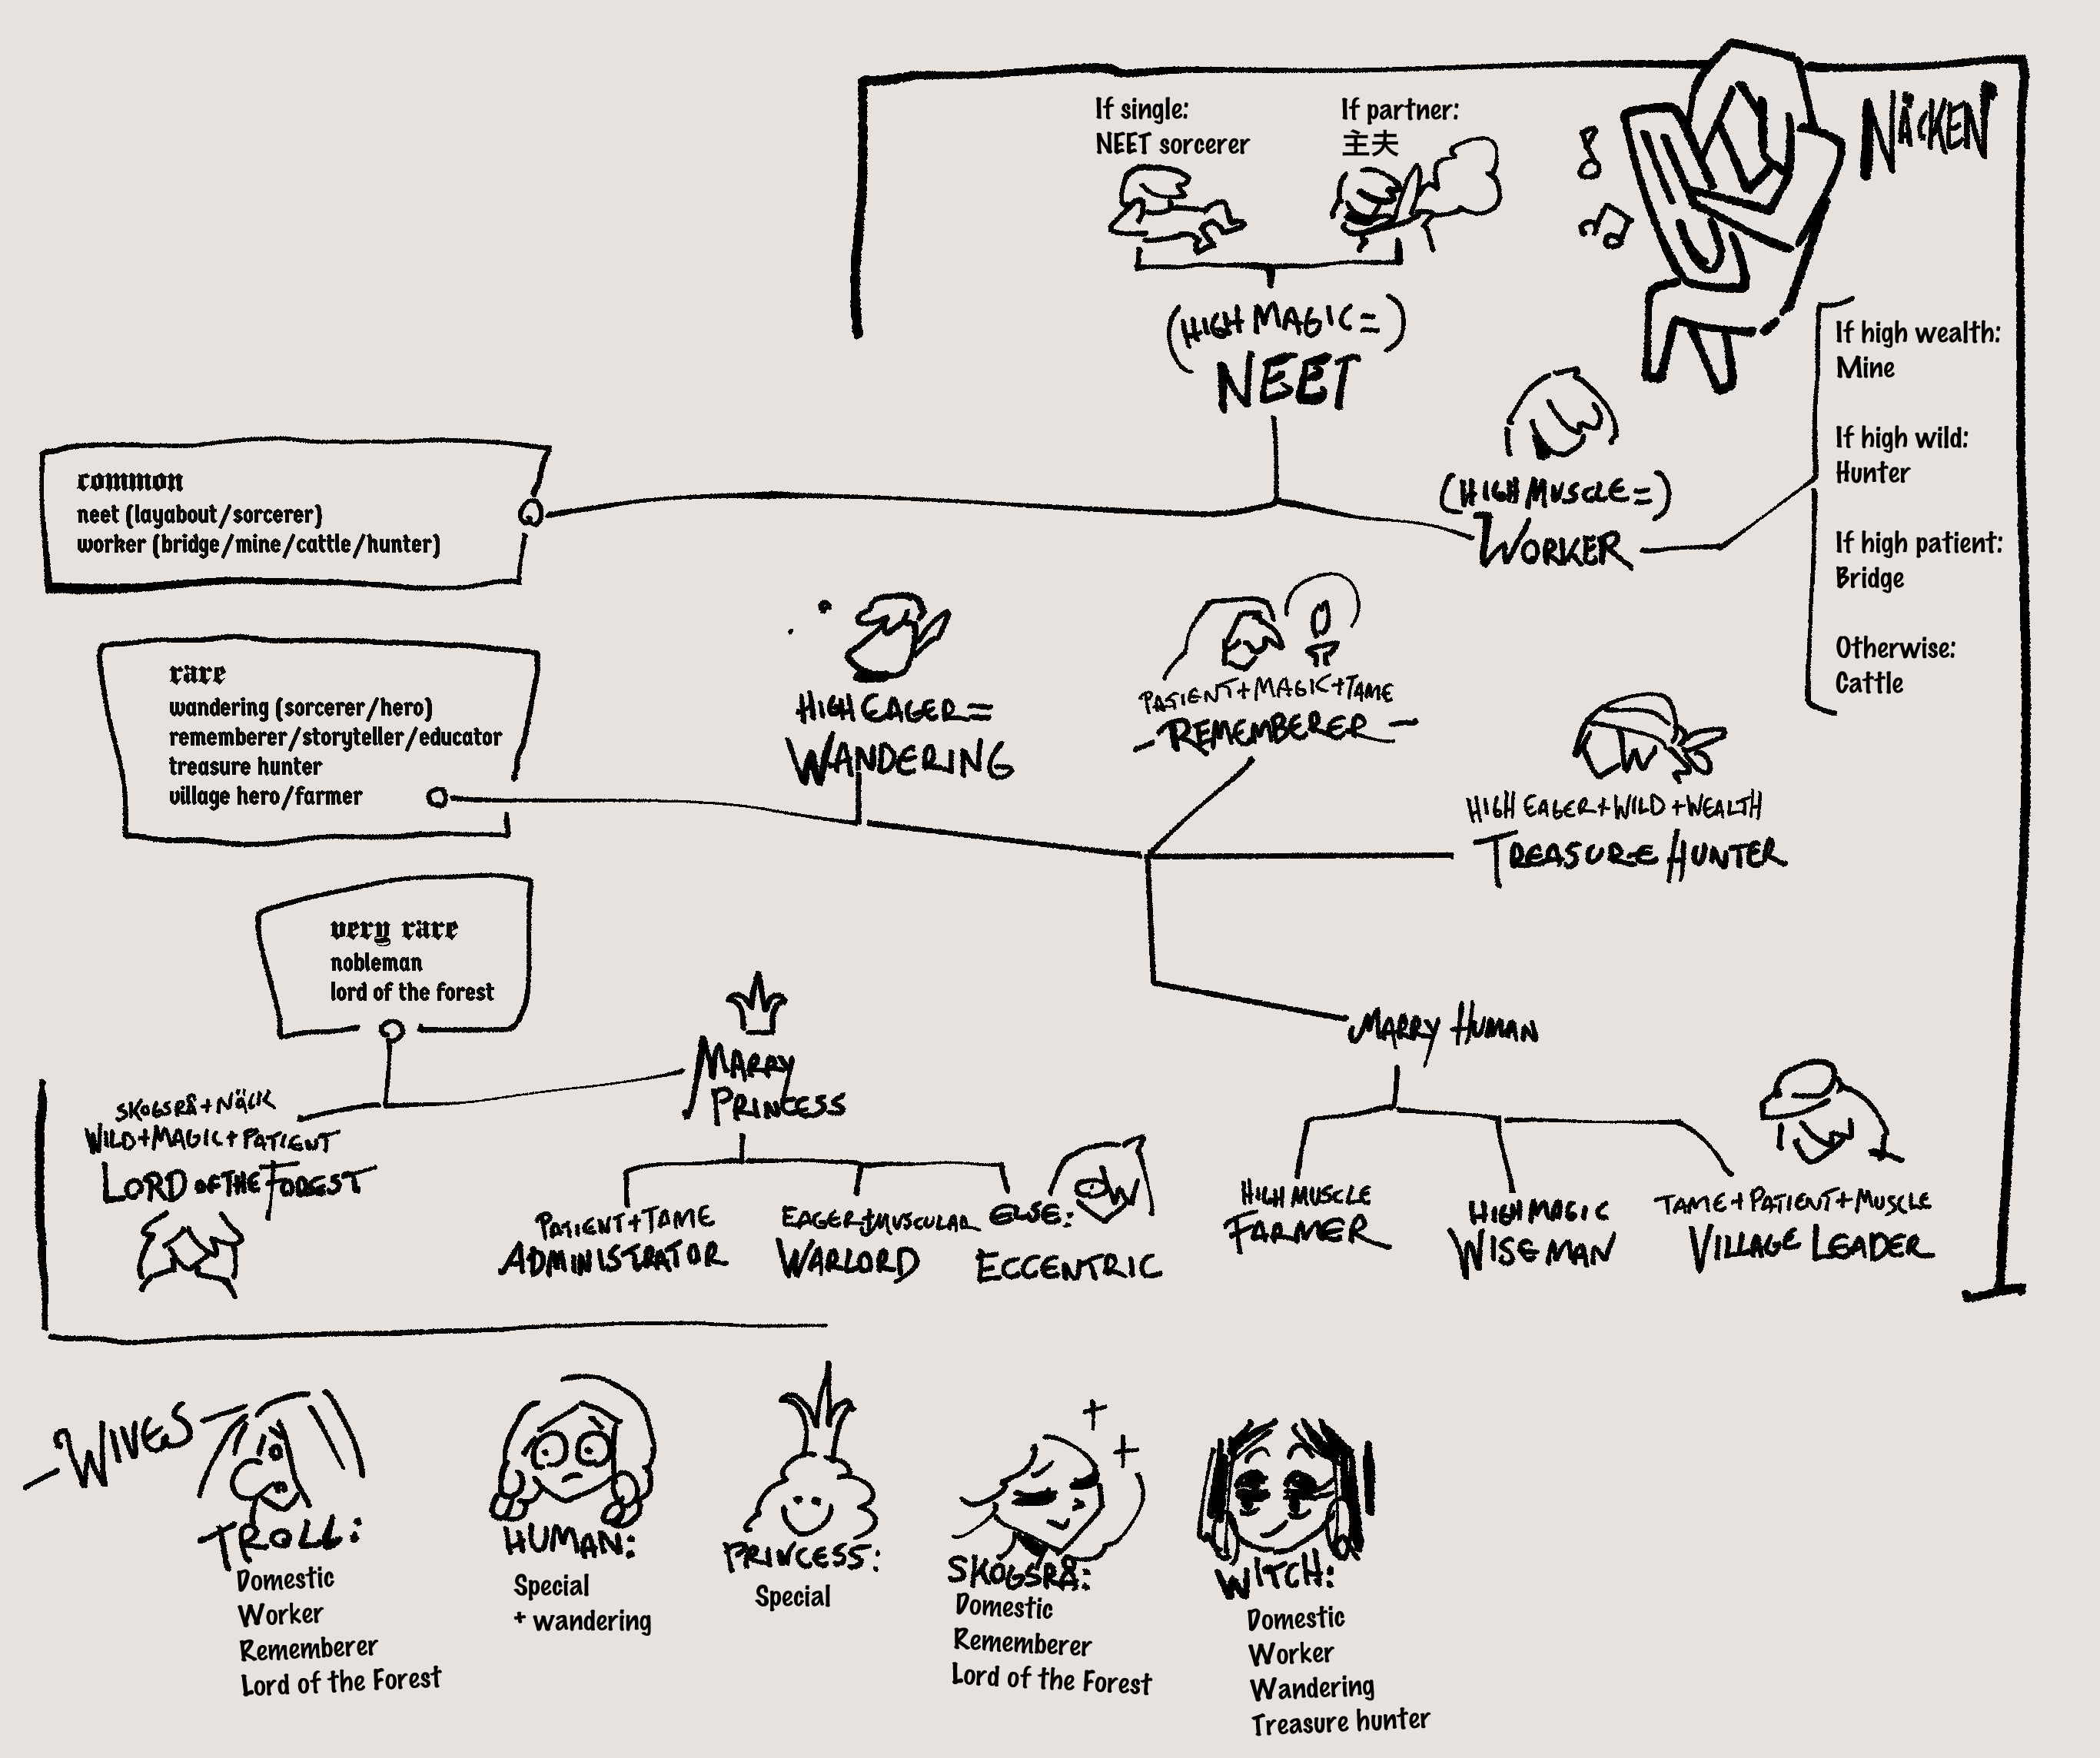 NÄCKEN
If single:
NEET sorcerer
If partner:
主夫
(HIGH MAGIC=)
NEET
(HIGH MUSCLE=)
WORKER
If high wealth:
Mine
If high wild:
Hunter
If high patient:
Bridge
Otherwise:
Cattle
common
neet (layabout/sorcerer)
worker (bridge/mine/cattle/hunter)
rare
wandering (sorcerer/hero)
rememberer/storyteller/educator
treasure hunter
village hero/farmer
HIGH EAGER=
WANDERING
PATIENT+MAGIC+TAME
-REMEMBERER-
HIGH EAGER+WILD+WEALTH
TREASURE HUNTER
very rare
nobleman
lord of the forest
SKOGSRÅ+NÄCK
WILD+MAGIC+PATIENT
LORD OF THE FOREST
MARRY
PRINCESS
PATIENT+TAME
ADMINISTRATOR
EAGER+MUSCULAR
WARLORD
ELSE:
ECCENTRIC
MARRY HUMAN
HIGH MUSCLE
FARMER
HIGH MAGIC
WISE MAN
TAME+PATIENT+MUSCLE
VILLAGE LEADER
-WIVES-
TROLL:
Domestic
Worker
Rememberer
Lord of the Forest
HUMAN:
Special
+ wandering
PRINCESS:
Special
SKOGSRÅ:
Domestic
Rememberer
Lord of the Forest
WITCH:
Domestic
Worker
Wandering
Treasure hunter